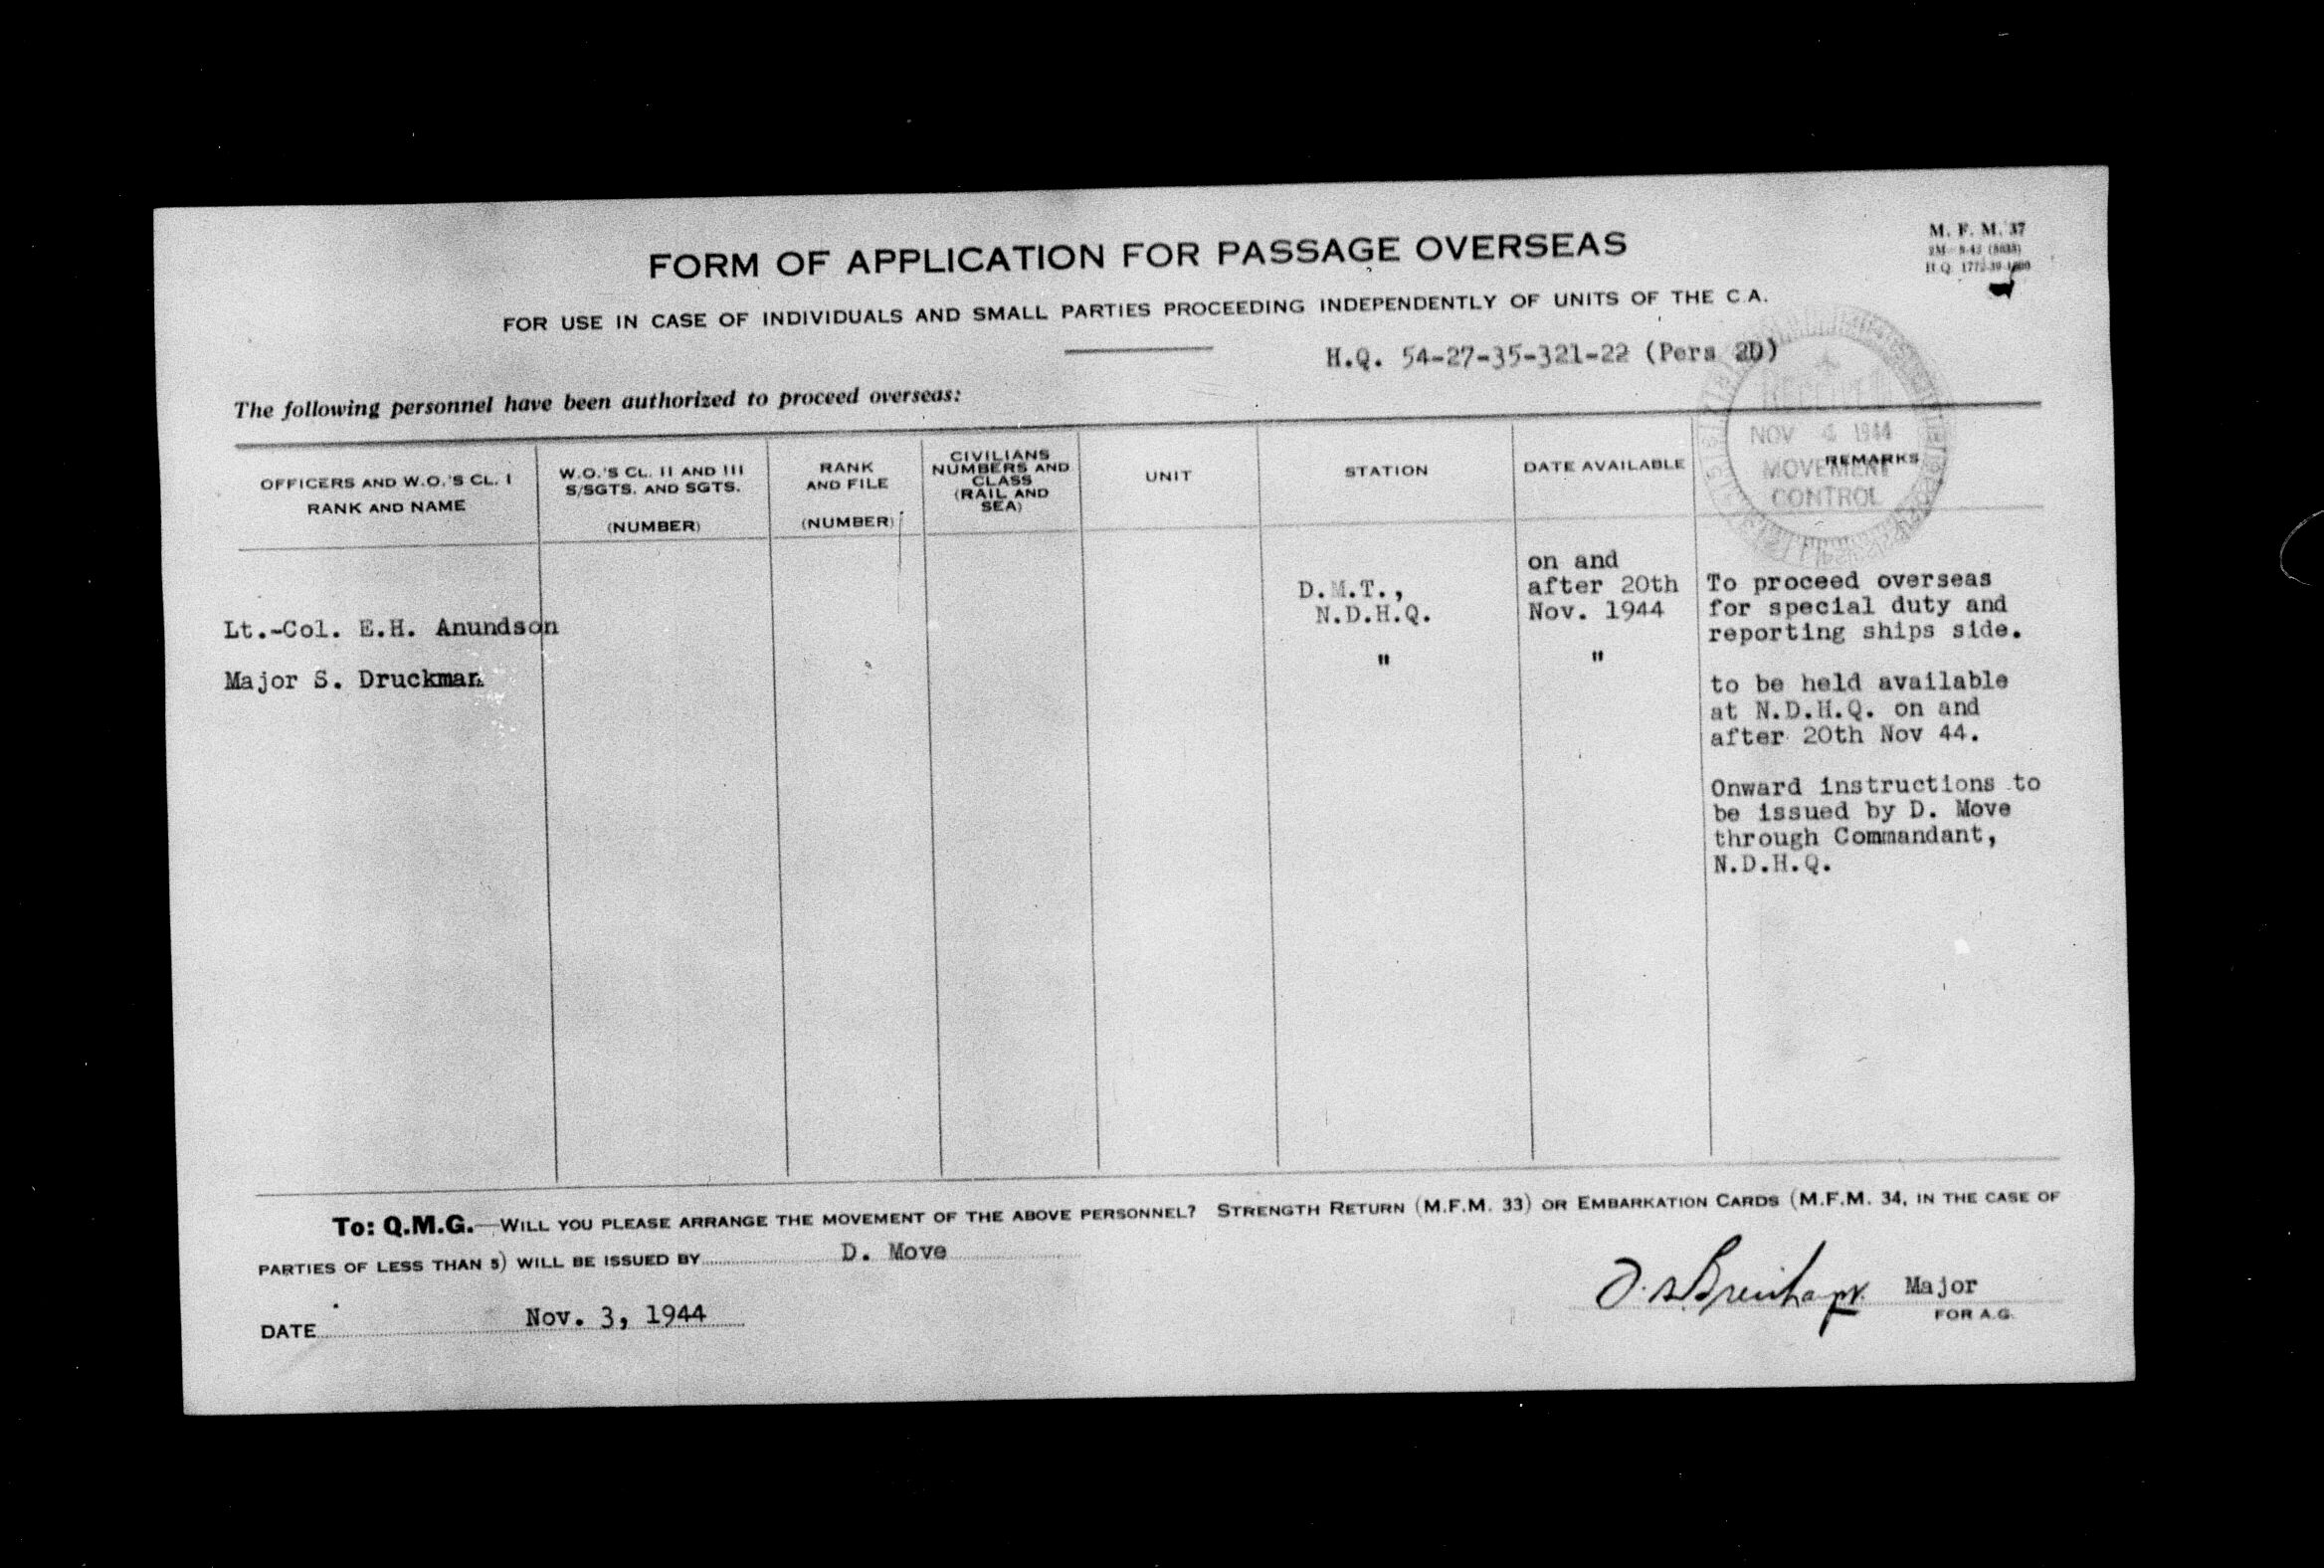 M. F. M. 37
FORM OF APPLICATION FOR PASSAGE OVERSEAS
FOR USE IN CASE OF INDIVIDUALS AND SMALL PARTIES PROCEEDING INDEPENDENTLY OF UNITS OF THE C.A.
H.Q. 54-27-35-321-22 (Pers 2D)
The following personnel have been authorized to proceed overseas:
RECEIVED
NOV 4 1944
MOVEMENT
CONTROL
OFFICERS AND W.O.'S CL. I
RANK AND NAME
W.O.'S CL. II AND III
S/SGTS. AND SGTS.
(NUMBER)
RANK
AND FILE
(NUMBER)
CIVILIANS
NUMBERS AND
CLASS
(RAIL AND
SEA)
UNIT
STATION
DATE AVAILABLE
REMARKS
Lt.-Col. E.H. Anundson
D.M.T.,
N.D.H.Q.
on and
after 20th
Nov. 1944
To proceed overseas
for special duty and
reporting ships side.
Major S. Druckman
"
"
to be held available
at N.D.H.Q. on and
after 20th Nov 44.
Onward instructions to
be issued by D. Move
through Commandant,
N.D.H.Q.
To: Q.M.G.—WILL YOU PLEASE ARRANGE THE MOVEMENT OF THE ABOVE PERSONNEL? STRENGTH RETURN (M.F.M. 33) OR EMBARKATION CARDS (M.F.M. 34, IN THE CASE OF
PARTIES OF LESS THAN 5) WILL BE ISSUED BY D. Move
DATE Nov. 3, 1944
Major
FOR A.G.